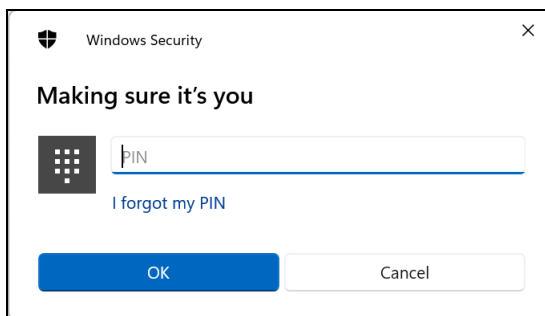 Windows Security
Making sure it’s you
PIN
I forgot my PIN
OK
Cancel